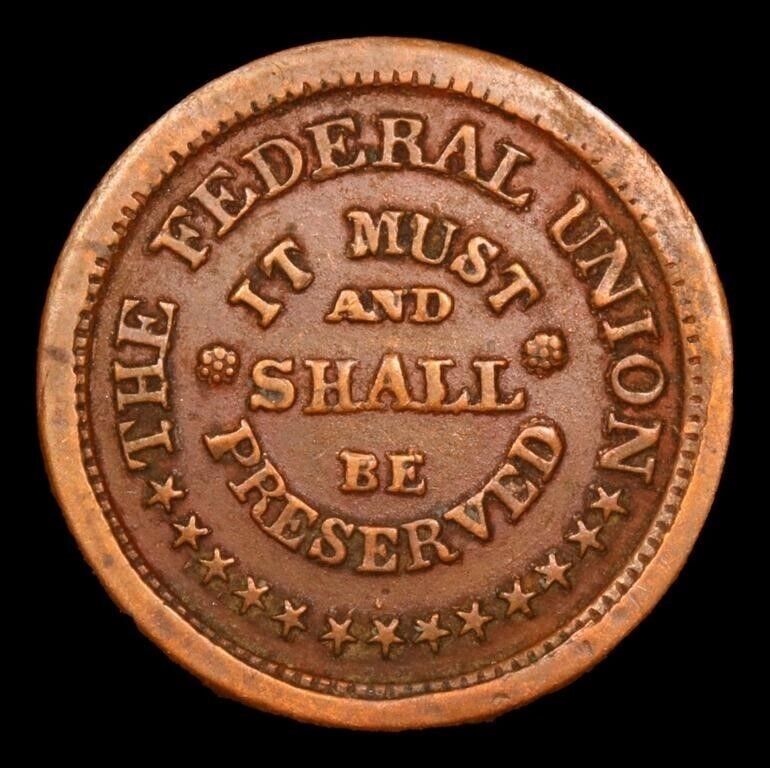 THE FEDERAL UNION
IT MUST
AND
SHALL
BE
PRESERVED